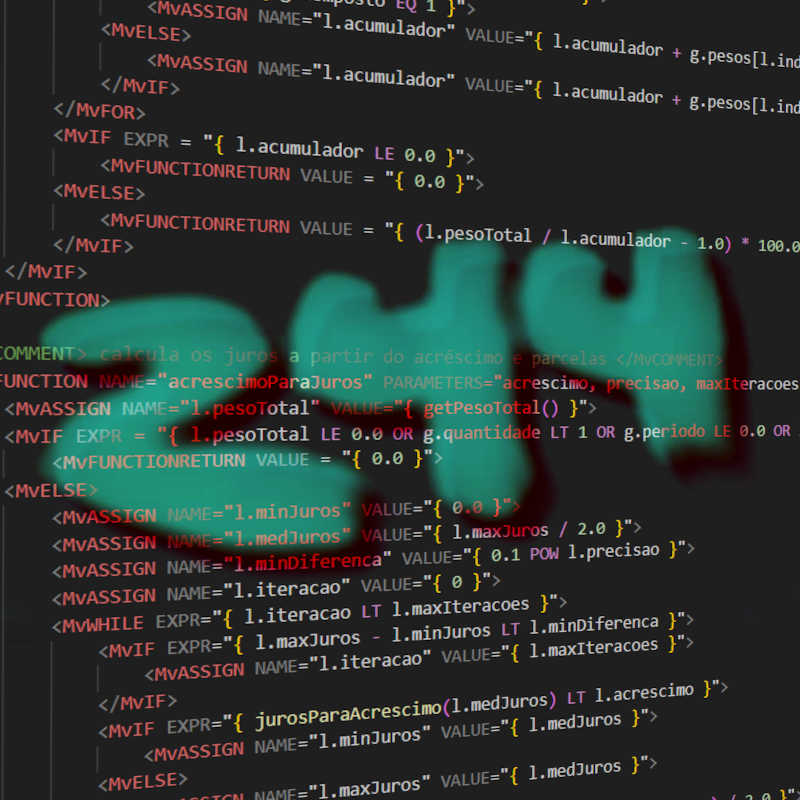 EQ 1 }">
<MvASSIGN NAME="l.acumulador" VALUE="{ l.acumulador + g.pesos[l.ind
<MvELSE>
<MvASSIGN NAME="l.acumulador" VALUE="{ l.acumulador + g.pesos[l.ind
</MvIF>
</MvFOR>
<MvIF EXPR = "{ l.acumulador LE 0.0 }">
<MvFUNCTIONRETURN VALUE = "{ 0.0 }">
<MvELSE>
<MvFUNCTIONRETURN VALUE = "{ (l.pesoTotal / l.acumulador - 1.0) * 100.0
</MvIF>
</MvIF>
vFUNCTION>
244
COMMENT> calcula os juros a partir do acréscimo e parcelas </MvCOMMENT>
FUNCTION NAME="acrescimoParaJuros" PARAMETERS="acrescimo, precisao, maxIteracoes
<MvASSIGN NAME="l.pesoTotal" VALUE="{ getPesoTotal() }">
<MvIF EXPR = "{ l.pesoTotal LE 0.0 OR g.quantidade LT 1 OR g.periodo LE 0.0 OR
<MvFUNCTIONRETURN VALUE = "{ 0.0 }">
<MvELSE>
<MvASSIGN NAME="l.minJuros" VALUE="{ 0.0 }">
<MvASSIGN NAME="l.medJuros" VALUE="{ l.maxJuros / 2.0 }">
<MvASSIGN NAME="l.minDiferenca" VALUE="{ 0.1 POW l.precisao }">
<MvASSIGN NAME="l.iteracao" VALUE="{ 0 }">
<MvWHILE EXPR="{ l.iteracao LT l.maxIteracoes }">
<MvIF EXPR="{ l.maxJuros - l.minJuros LT l.minDiferenca }">
<MvASSIGN NAME="l.iteracao" VALUE="{ l.maxIteracoes }">
</MvIF>
<MvIF EXPR="{ jurosParaAcrescimo(l.medJuros) LT l.acrescimo }">
<MvASSIGN NAME="l.minJuros" VALUE="{ l.medJuros }">
<MvELSE>
<MvASSIGN NAME="l.maxJuros" VALUE="{ l.medJuros }">